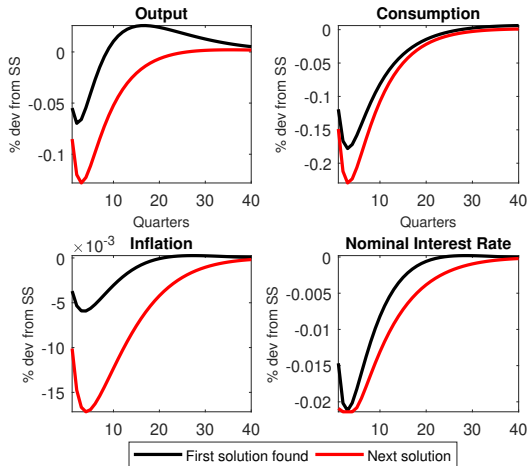 Output
% dev from SS
0
-0.05
-0.1
10 20 30 40
Quarters
Consumption
% dev from SS
0
-0.05
-0.1
-0.15
-0.2
10 20 30 40
Quarters
× 10⁻³
Inflation
% dev from SS
0
-5
-10
-15
10 20 30 40
Nominal Interest Rate
% dev from SS
0
-0.005
-0.01
-0.015
-0.02
10 20 30 40
First solution found Next solution